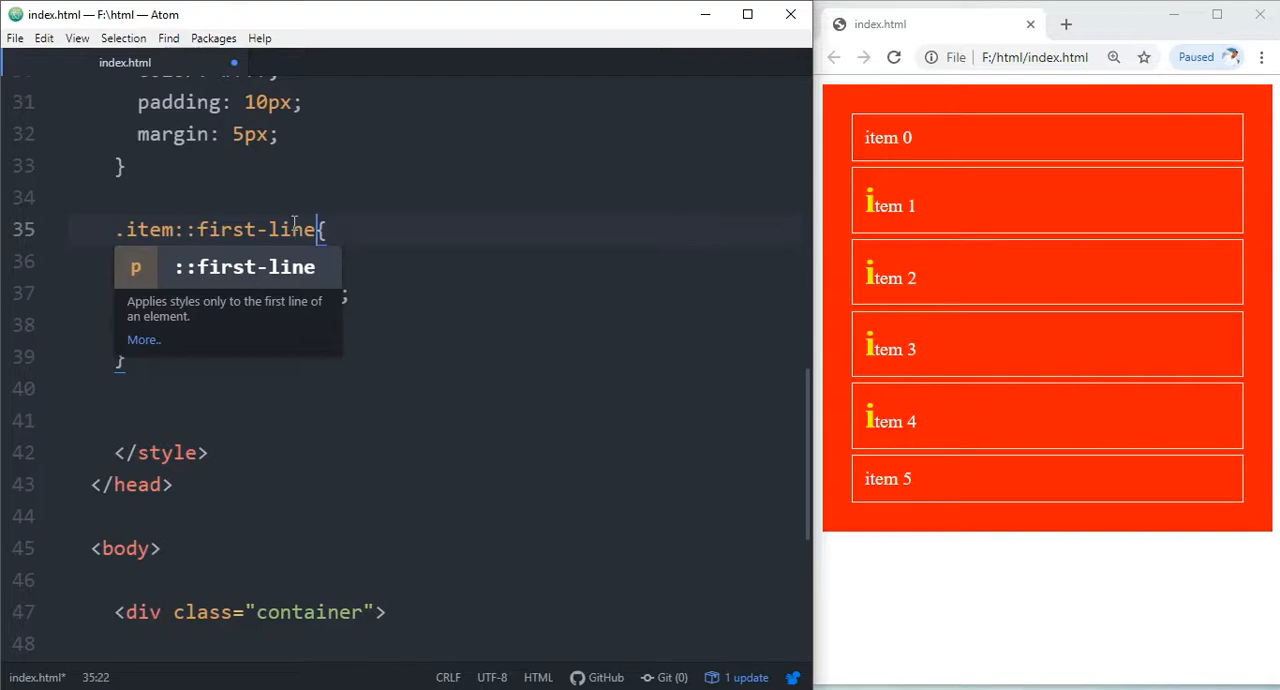 index.html — F:\html — Atom
File Edit View Selection Find Packages Help
index.html
31 padding: 10px;
32 margin: 5px;
33 }
34
35 .item::first-line{
36 p ::first-line
37 Applies styles only to the first line of ;
38 an element.
More..
39 }
40
41
42 </style>
43 </head>
44
45 <body>
46
47 <div class="container">
48
index.html* 35:22 CRLF UTF-8 HTML GitHub Git (0) 1 update
index.html
File F:/html/index.html Paused
item 0
item 1
item 2
item 3
item 4
item 5